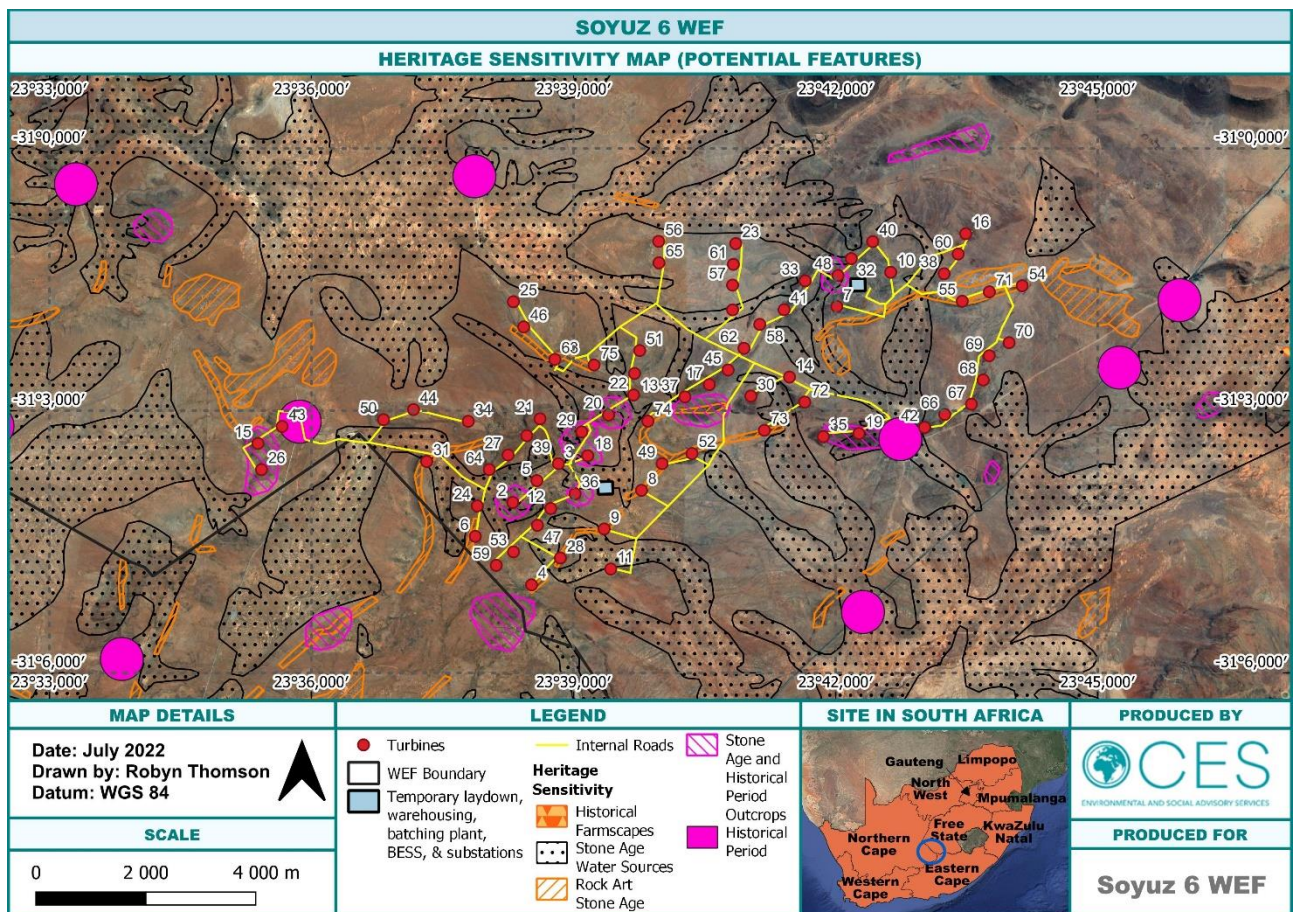 SOYUZ 6 WEF
HERITAGE SENSITIVITY MAP (POTENTIAL FEATURES)
23°33,000′ 23°36,000′ 23°39,000′ 23°42,000′ 23°45,000′
-31°0,000′ -31°0,000′
16
56 23 40
65 61 60
57 33 48 32 10 38
25 7 55 71 54
46 41
58
62 70
51 69
63 75 45 68
22 13 37 17 14
30 72 67
-31°3,000′ -31°3,000′
44 20 74
50 34 21 29 73 66
43 42
15 35 19
39 18 52
31 27
26 64 5 3 49
36 8
24 2 12
6 9
53 47
59 28 11
4
-31°6,000′ -31°6,000′
23°33,000′ 23°36,000′ 23°39,000′ 23°42,000′ 23°45,000′
MAP DETAILS
Date: July 2022
Drawn by: Robyn Thomson
Datum: WGS 84
SCALE
0 2 000 4 000 m
LEGEND
Turbines
WEF Boundary
Temporary laydown,
warehousing,
batching plant,
BESS, & substations
Internal Roads
Heritage
Sensitivity
Historical
Farmscapes
Stone Age
Water Sources
Rock Art
Stone Age
Stone
Age and
Historical
Period
Outcrops
Historical
Period
SITE IN SOUTH AFRICA
Gauteng
Limpopo
North
West
Mpumalanga
Free
State
KwaZulu
Natal
Northern
Cape
Eastern
Cape
Western
Cape
PRODUCED BY
CES
ENVIRONMENTAL AND SOCIAL ADVISORY SERVICES
PRODUCED FOR
Soyuz 6 WEF